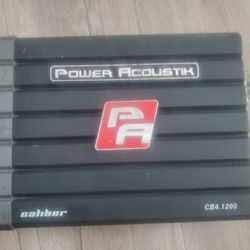 POWER ACOUSTIK
PA
caliber
CB4.1200